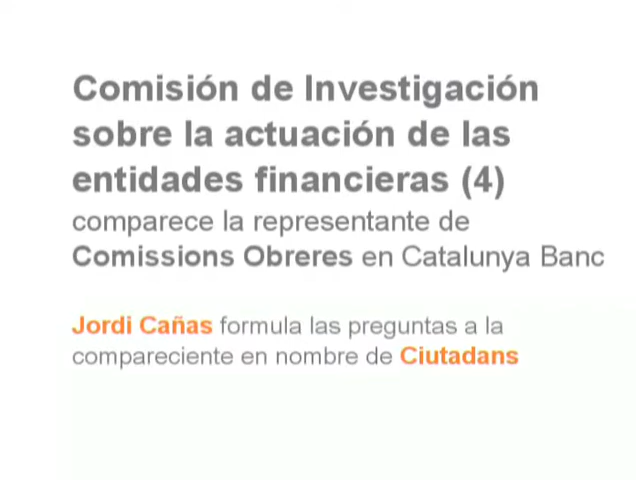 Comisión de Investigación
sobre la actuación de las
entidades financieras (4)
comparece la representante de
Comissions Obreres en Catalunya Banc
Jordi Cañas formula las preguntas a la
compareciente en nombre de Ciutadans